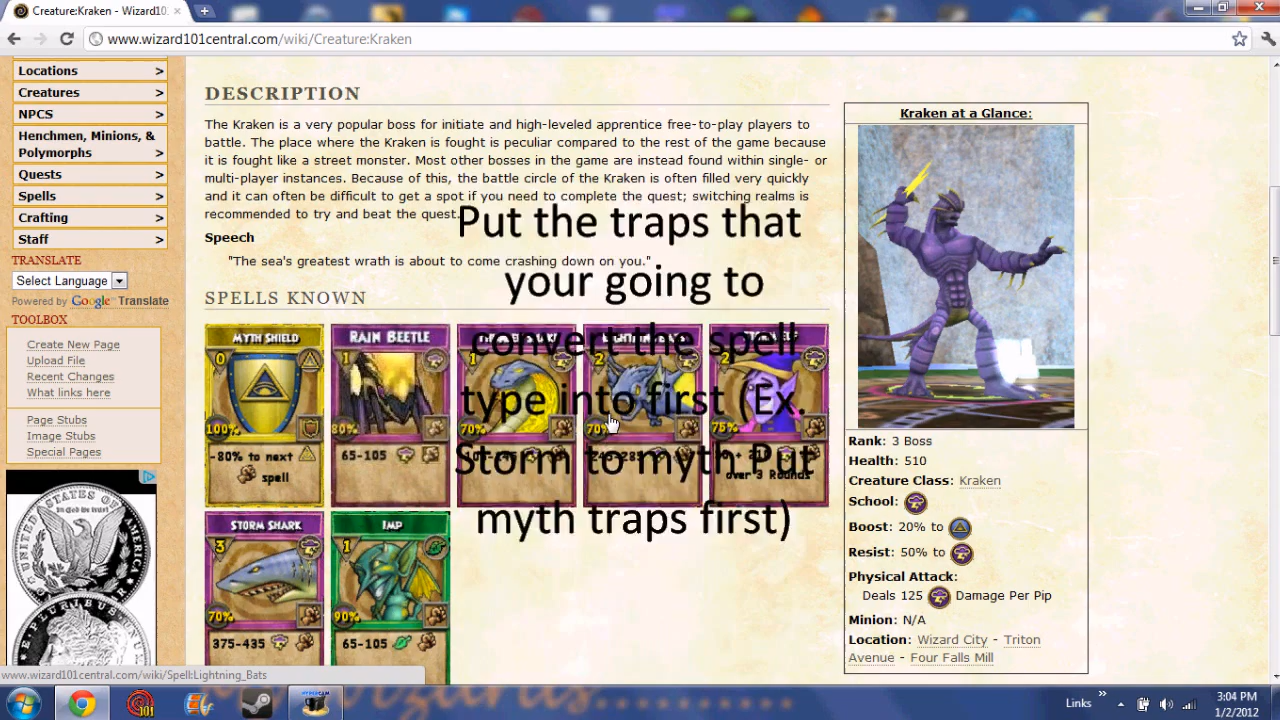 Creature:Kraken - Wizard10
www.wizard101central.com/wiki/Creature:Kraken
Locations >
Creatures >
NPCS >
Henchmen, Minions, & >
Polymorphs
Quests >
Spells >
Crafting >
Staff >
TRANSLATE
Select Language
Powered by Google™ Translate
TOOLBOX
Create New Page
Upload File
Recent Changes
What links here
Page Stubs
Image Stubs
Special Pages
DESCRIPTION
The Kraken is a very popular boss for initiate and high-leveled apprentice free-to-play players to
battle. The place where the Kraken is fought is peculiar compared to the rest of the game because
it is fought like a street monster. Most other bosses in the game are instead found within single- or
multi-player instances. Because of this, the battle circle of the Kraken is often filled very quickly
and it can often be difficult to get a spot if you need to complete the quest; switching realms is
recommended to try and beat the quest.
Speech
"The sea's greatest wrath is about to come crashing down on you."
SPELLS KNOWN
Put the traps that
your going to
convert the spell
type into first (Ex.
Storm to myth Put
myth traps first)
MYTH SHIELD
0
100%
-80% to next
spell
RAIN BEETLE
1
80%
65-105
70%
2
70%
2
75%
over 3 Rounds
STORM SHARK
3
70%
375-435
IMP
1
90%
65-105
Kraken at a Glance:
Rank: 3 Boss
Health: 510
Creature Class: Kraken
School:
Boost: 20% to
Resist: 50% to
Physical Attack:
Deals 125 Damage Per Pip
Minion: N/A
Location: Wizard City - Triton
Avenue - Four Falls Mill
www.wizard101central.com/wiki/Spell:Lightning_Bats
Links
3:04 PM
1/2/2012